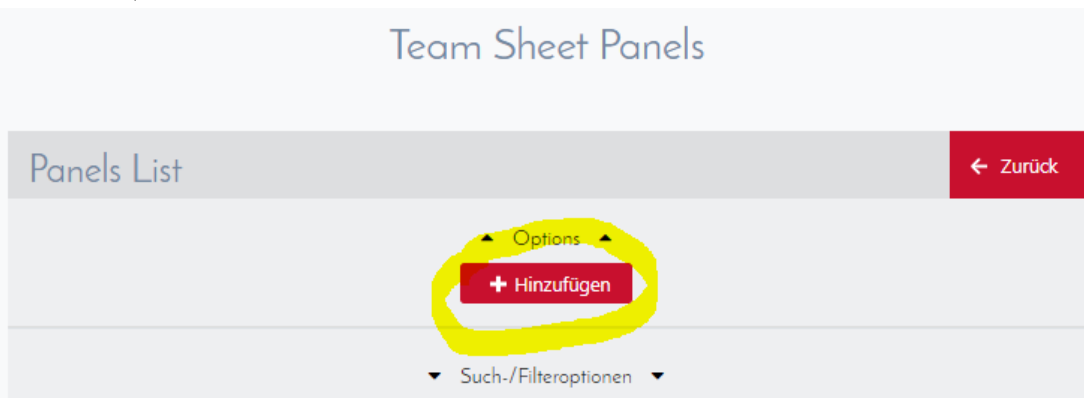 Team Sheet Panels
Panels List
← Zurück
▲ Options ▲
+ Hinzufügen
▼ Such-/Filteroptionen ▼